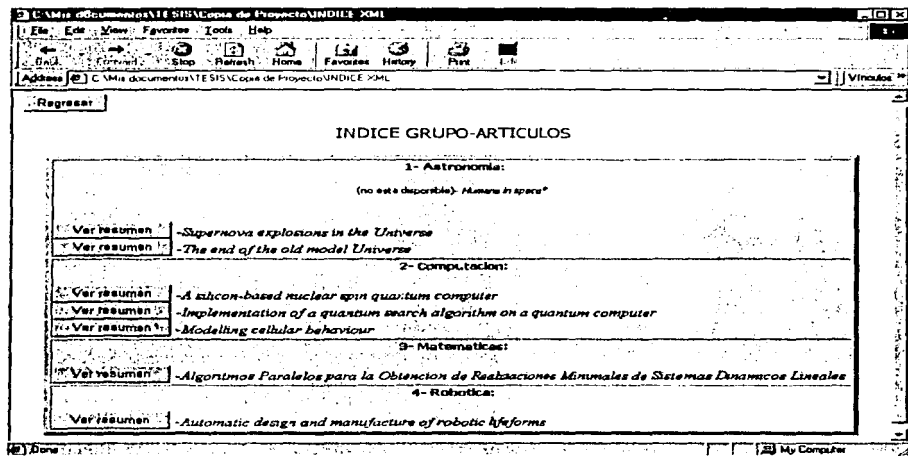 C:\Mis documentos\TESIS\Copia de Proyecto\INDICE XML
File Edit View Favorites Tools Help
Back Forward Stop Refresh Home Favorites History Print Edit
Address C:\Mis documentos\TESIS\Copia de Proyecto\INDICE XML Vinculos »
Regresar
INDICE GRUPO-ARTICULOS
1- Astronomia:
(no esta disponible)- Humans in space*
Ver resumen -Supernova explosions in the Universe
Ver resumen -The end of the old model Universe
2- Computacion:
Ver resumen -A silicon-based nuclear spin quantum computer
Ver resumen -Implementation of a quantum search algorithm on a quantum computer
Ver resumen -Modelling cellular behaviour
3- Matematicas:
Ver resumen -Algoritmos Paralelos para la Obtencion de Realizaciones Minimales de Sistemas Dinamicos Lineales
4- Robotica:
Ver resumen -Automatic design and manufacture of robotic lifeforms
Done My Computer